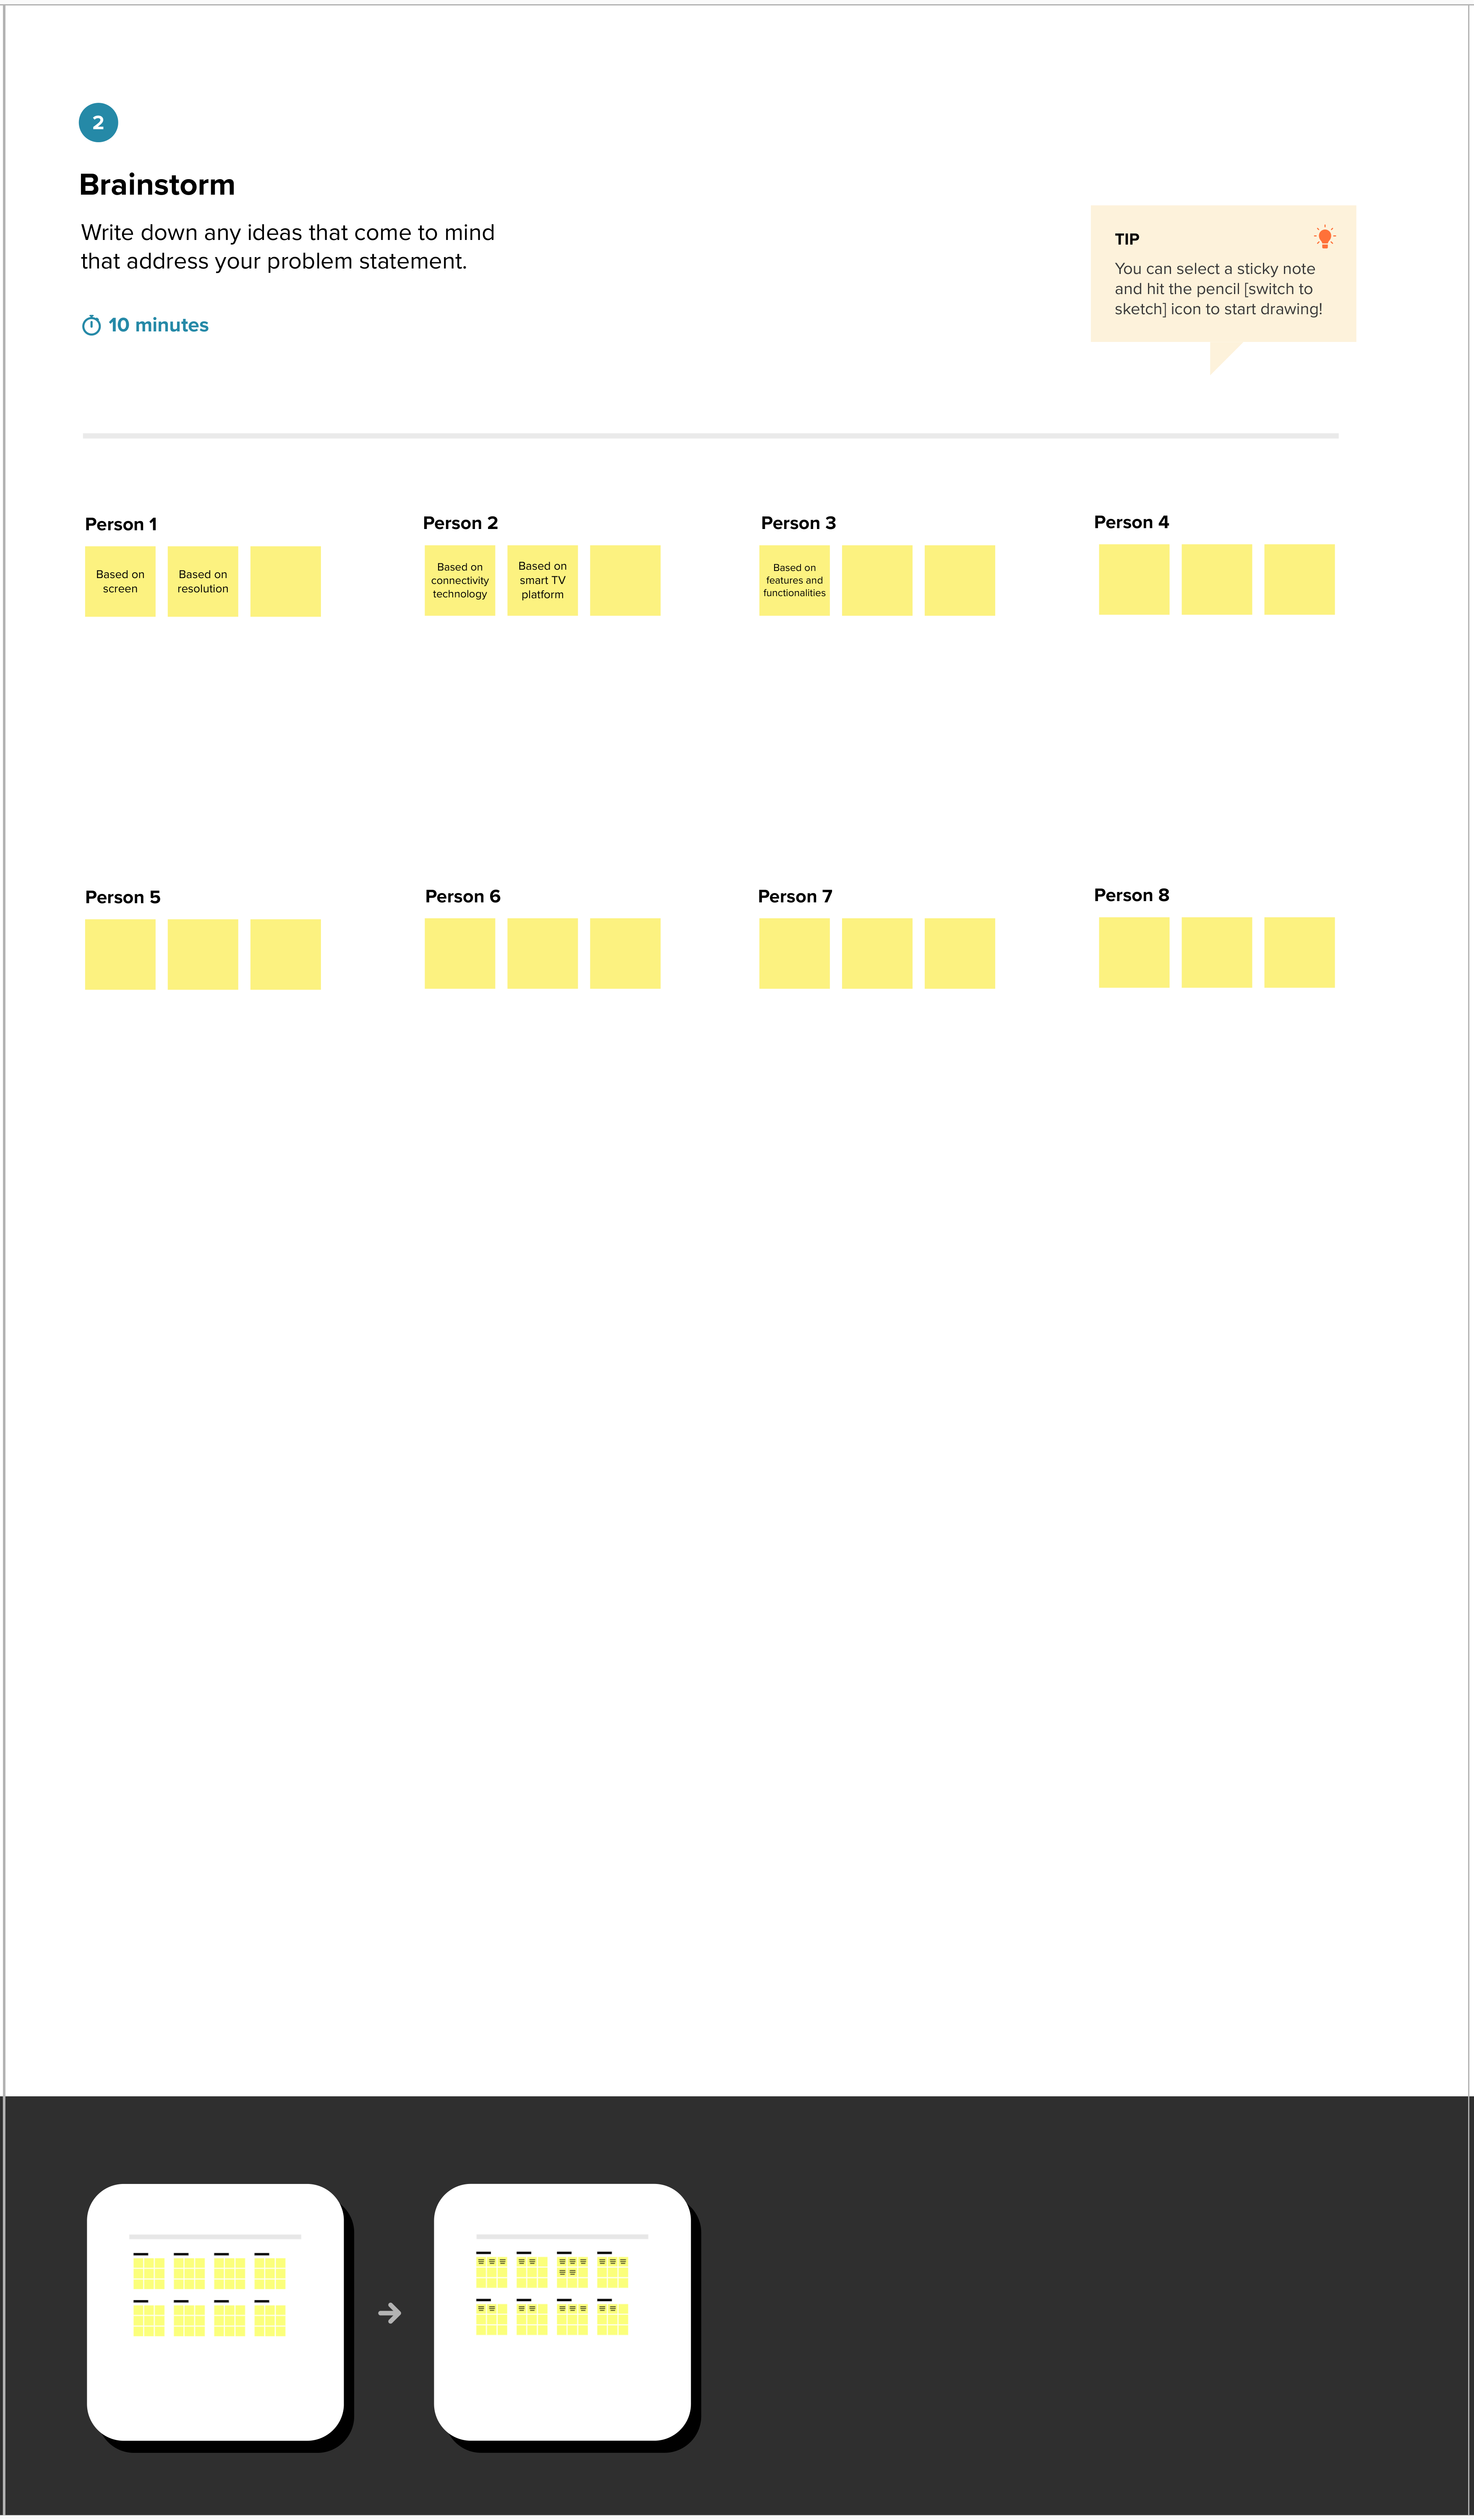 2
Brainstorm
Write down any ideas that come to mind
that address your problem statement.
10 minutes
TIP
You can select a sticky note
and hit the pencil [switch to
sketch] icon to start drawing!
Person 1
Based on
screen
Based on
resolution
Person 2
Based on
connectivity
technology
Based on
smart TV
platform
Person 3
Based on
features and
functionalities
Person 4
Person 5
Person 6
Person 7
Person 8